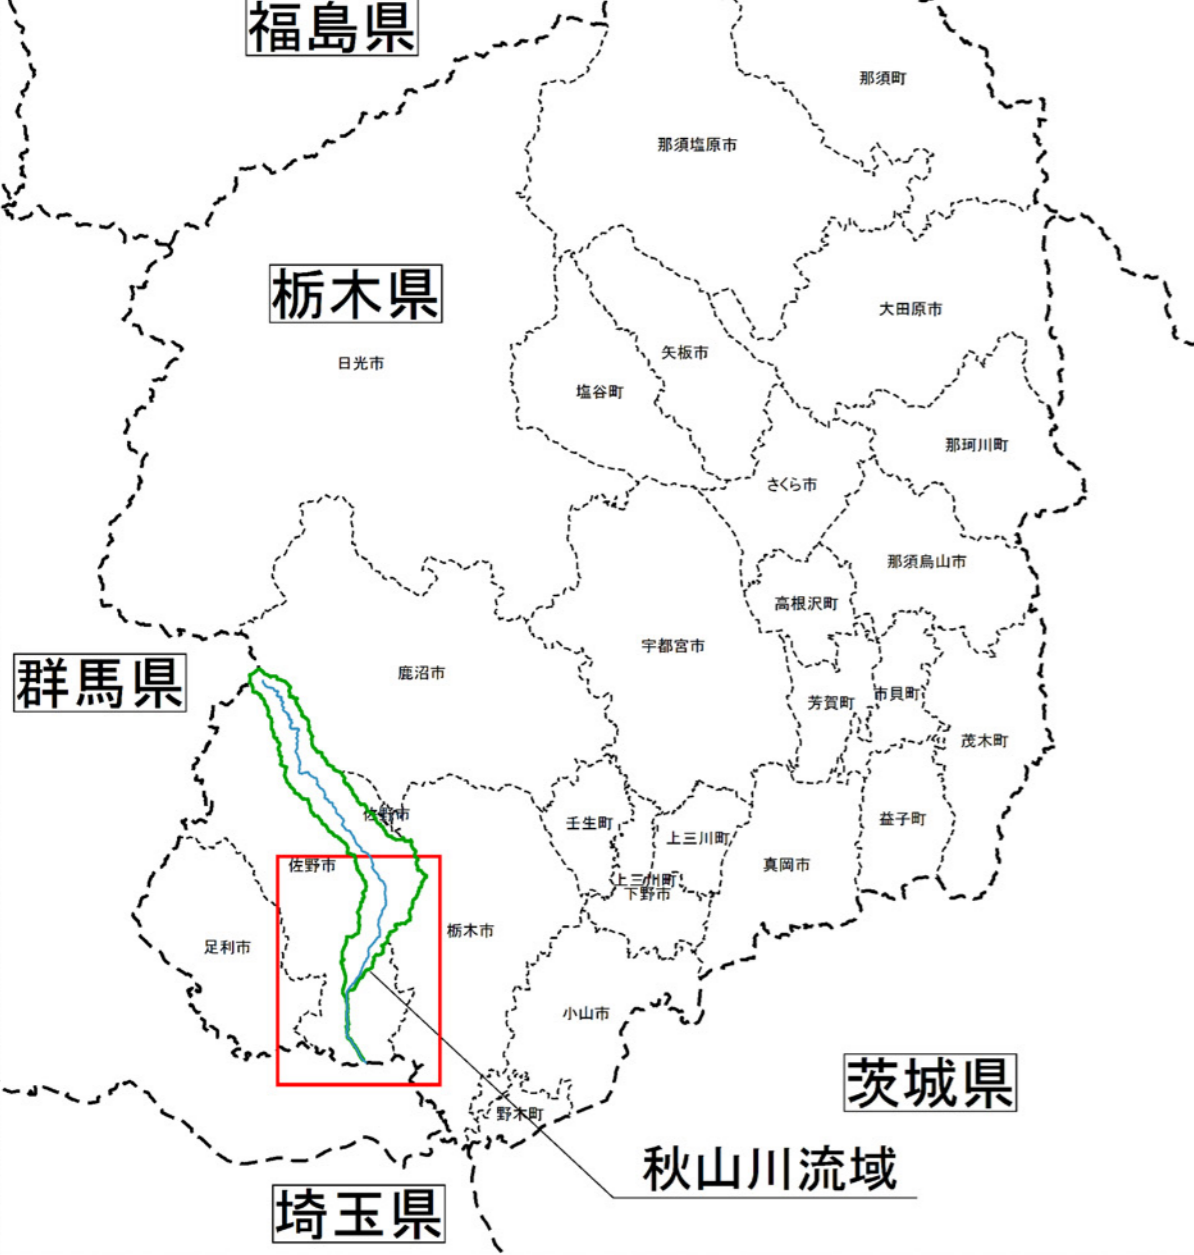 福島県
那須町
那須塩原市
栃木県
大田原市
矢板市
日光市
塩谷町
那珂川町
さくら市
那須烏山市
高根沢町
宇都宮市
鹿沼市
群馬県
市貝町
芳賀町
茂木町
佐野市
壬生町
益子町
上三川町
佐野市
真岡市
上三川町
下野市
栃木市
足利市
小山市
茨城県
野木町
秋山川流域
埼玉県